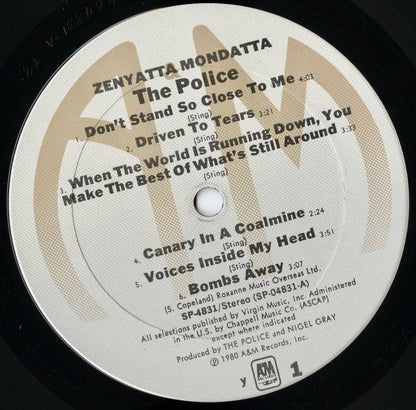 ZENYATTA MONDATTA
The Police
1. Don't Stand So Close To Me 4:03
(Sting)
2. Driven To Tears 3:21
(Sting)
3. When The World Is Running Down, You
Make The Best Of What's Still Around 3:33
(Sting)
4. Canary In A Coalmine 2:24
(Sting)
5. Voices Inside My Head 3:51
(Sting)
6. Bombs Away 3:07
(S. Copeland) Roxanne Music Overseas Ltd.
SP-4831/Stereo (SP-04831-A)
All selections published by Virgin Music, Inc. Administered
in the U.S. by Chappell Music Co. (ASCAP)
except where indicated
Produced by THE POLICE and NIGEL GRAY
℗ 1980 A&M Records, Inc.
y
A&M
RECORDS
1